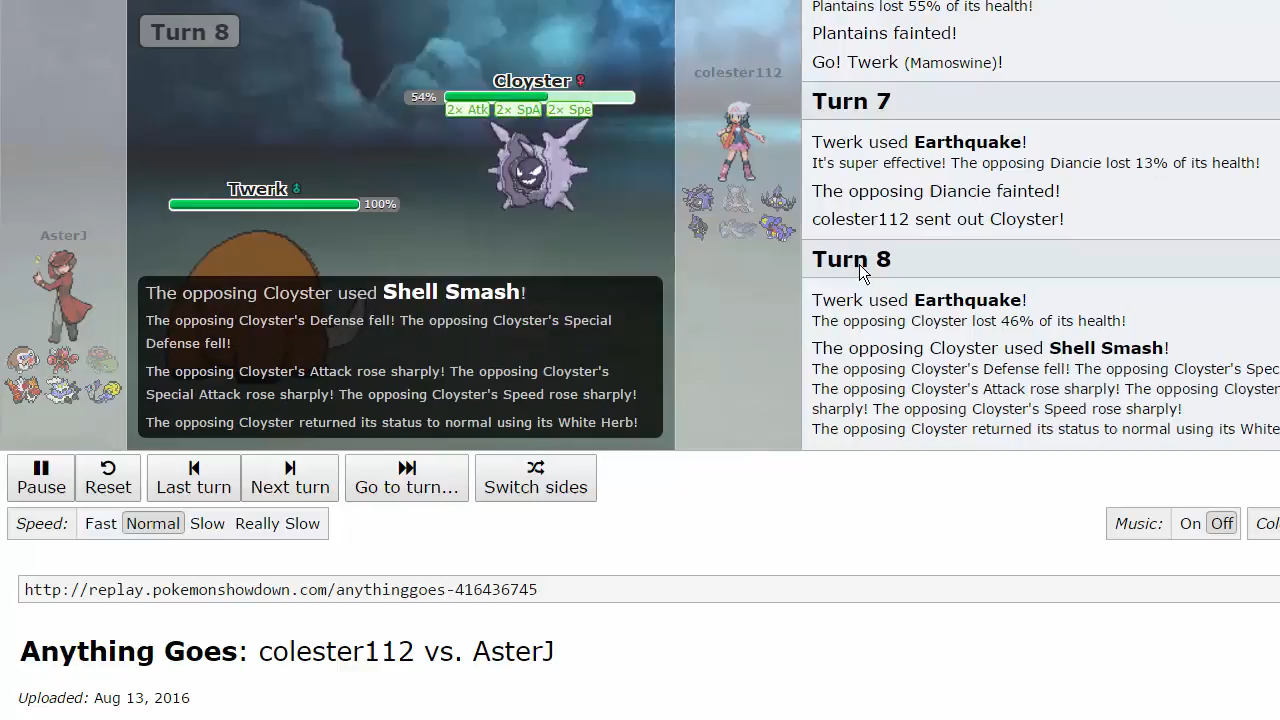 Turn 8
Cloyster
54%
2× Atk 2× SpA 2× Spe
Twerk
100%
AsterJ
colester112
The opposing Cloyster used Shell Smash!
The opposing Cloyster's Defense fell! The opposing Cloyster's Special
Defense fell!
The opposing Cloyster's Attack rose sharply! The opposing Cloyster's
Special Attack rose sharply! The opposing Cloyster's Speed rose sharply!
The opposing Cloyster returned its status to normal using its White Herb!
Plantains lost 55% of its health!
Plantains fainted!
Go! Twerk (Mamoswine)!
Turn 7
Twerk used Earthquake!
It's super effective! The opposing Diancie lost 13% of its health!
The opposing Diancie fainted!
colester112 sent out Cloyster!
Turn 8
Twerk used Earthquake!
The opposing Cloyster lost 46% of its health!
The opposing Cloyster used Shell Smash!
The opposing Cloyster's Defense fell! The opposing Cloyster's Spec
The opposing Cloyster's Attack rose sharply! The opposing Cloyster
sharply! The opposing Cloyster's Speed rose sharply!
The opposing Cloyster returned its status to normal using its White
Pause Reset Last turn Next turn Go to turn... Switch sides
Speed: Fast Normal Slow Really Slow
Music: On Off
Col
http://replay.pokemonshowdown.com/anythinggoes-416436745
Anything Goes: colester112 vs. AsterJ
Uploaded: Aug 13, 2016